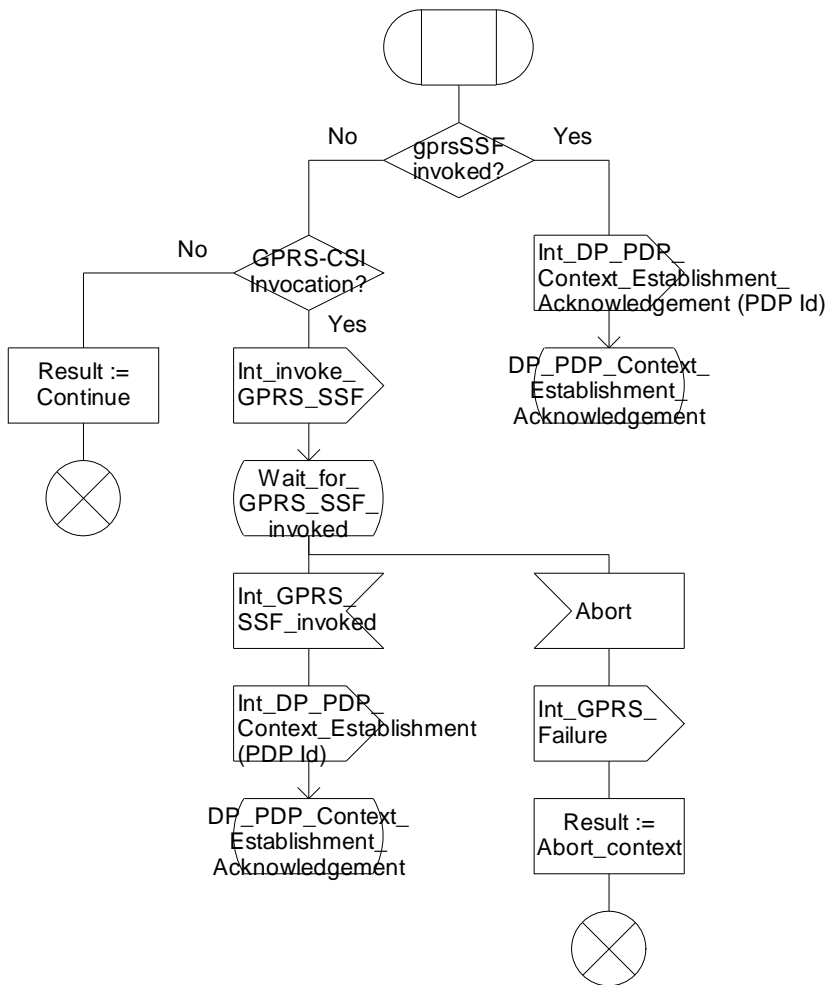 No
gprsSSF
invoked?
Yes
No
GPRS-CSI
Invocation?
Yes
Int_DP_PDP_
Context_Establishment_
Acknowledgement (PDP Id)
Result :=
Continue
Int_invoke_
GPRS_SSF
DP_PDP_Context_
Establishment_
Acknowledgement
Wait_for_
GPRS_SSF_
invoked
Int_GPRS_
SSF_invoked
Abort
Int_DP_PDP_
Context_Establishment
(PDP Id)
Int_GPRS_
Failure
DP_PDP_Context_
Establishment_
Acknowledgement
Result :=
Abort_context